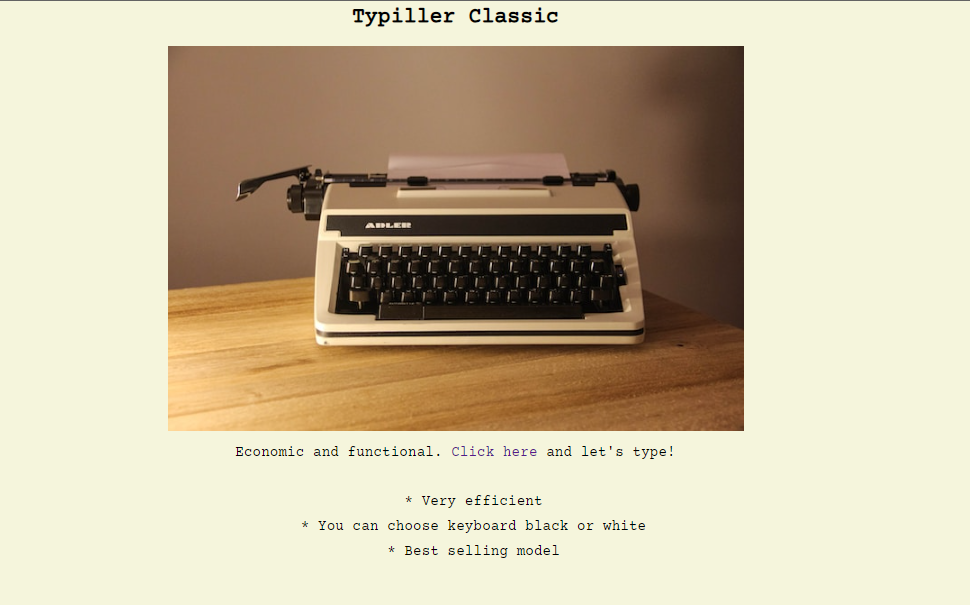 Typiller Classic
ADLER
Economic and functional. Click here and let's type!
* Very efficient
* You can choose keyboard black or white
* Best selling model